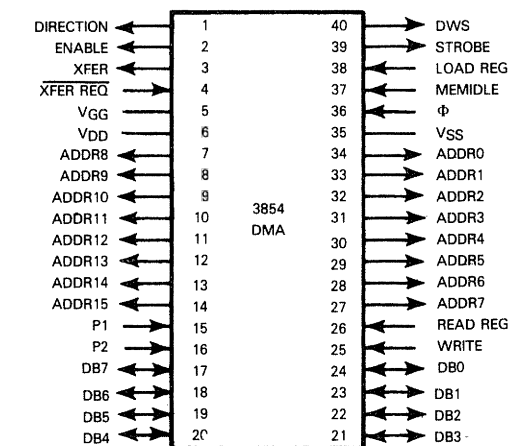 DIRECTION 1 40 DWS
ENABLE 2 39 STROBE
XFER 3 38 LOAD REG
XFER REQ 4 37 MEMIDLE
VGG 5 36 Φ
VDD 6 35 VSS
ADDR8 7 34 ADDR0
ADDR9 8 33 ADDR1
ADDR10 9 32 ADDR2
ADDR11 10 3854 31 ADDR3
DMA
ADDR12 11 30 ADDR4
ADDR13 12 29 ADDR5
ADDR14 13 28 ADDR6
ADDR15 14 27 ADDR7
P1 15 26 READ REG
P2 16 25 WRITE
DB7 17 24 DB0
DB6 18 23 DB1
DB5 19 22 DB2
DB4 20 21 DB3